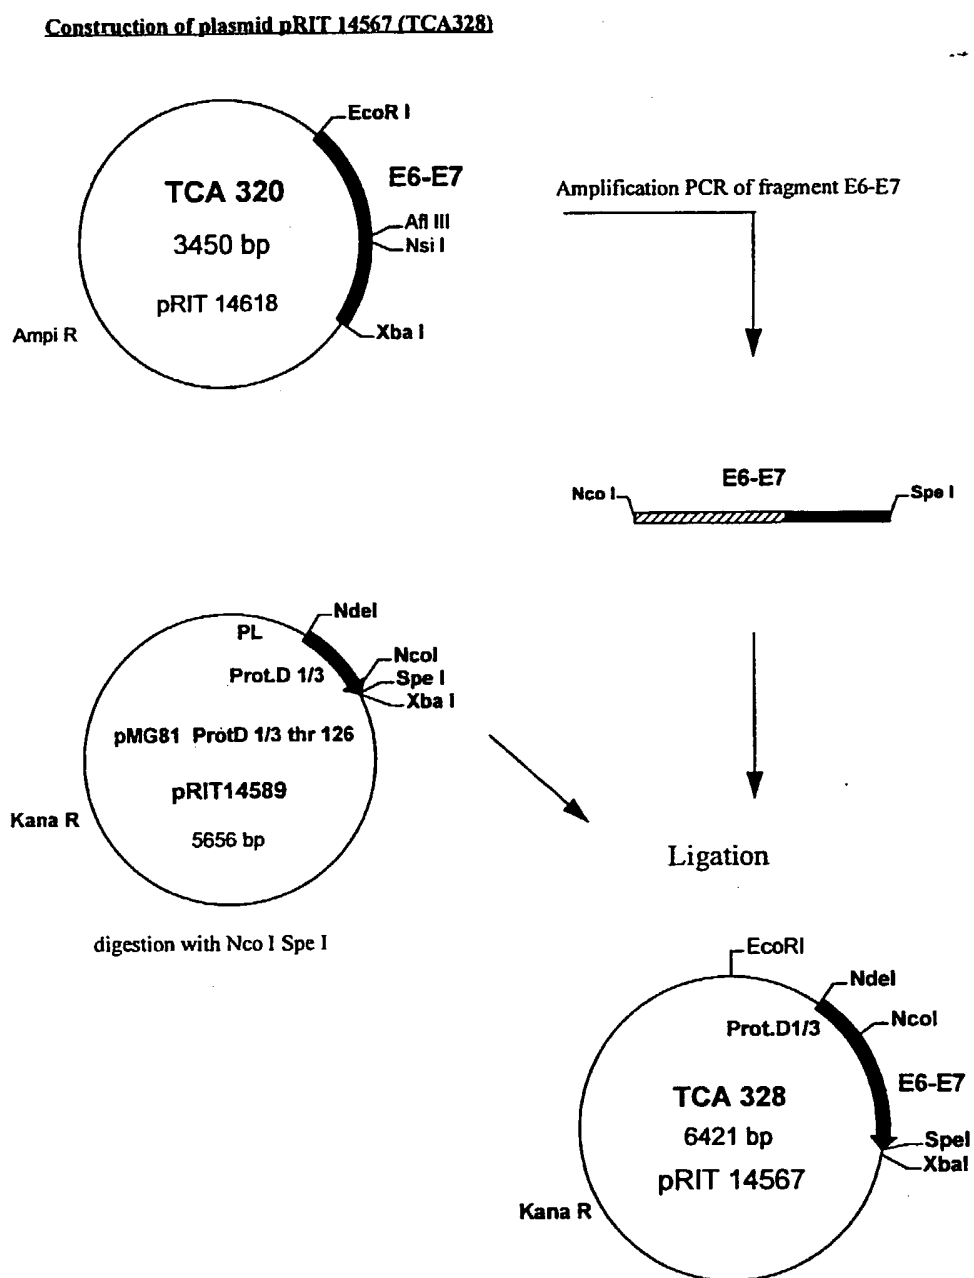 Construction of plasmid pRIT 14567 (TCA328)
EcoR I
E6-E7
TCA 320
3450 bp
pRIT 14618
Afl III
Nsi I
Xba I
Ampi R
Amplification PCR of fragment E6-E7
E6-E7
Nco I
Spe I
NdeI
PL
NcoI
Prot.D 1/3
Spe I
Xba I
pMG81 ProtD 1/3 thr 126
pRIT14589
Kana R
5656 bp
digestion with Nco I Spe I
Ligation
EcoRI
NdeI
Prot.D1/3
NcoI
E6-E7
TCA 328
6421 bp
pRIT 14567
SpeI
XbaI
Kana R